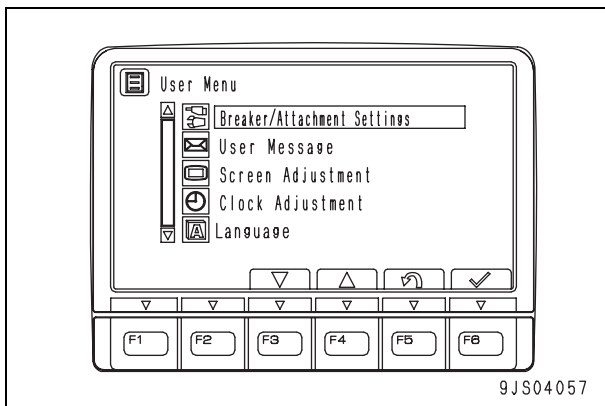 User Menu
Breaker/Attachment Settings
User Message
Screen Adjustment
Clock Adjustment
A Language
F1 F2 F3 F4 F5 F6
9JS04057